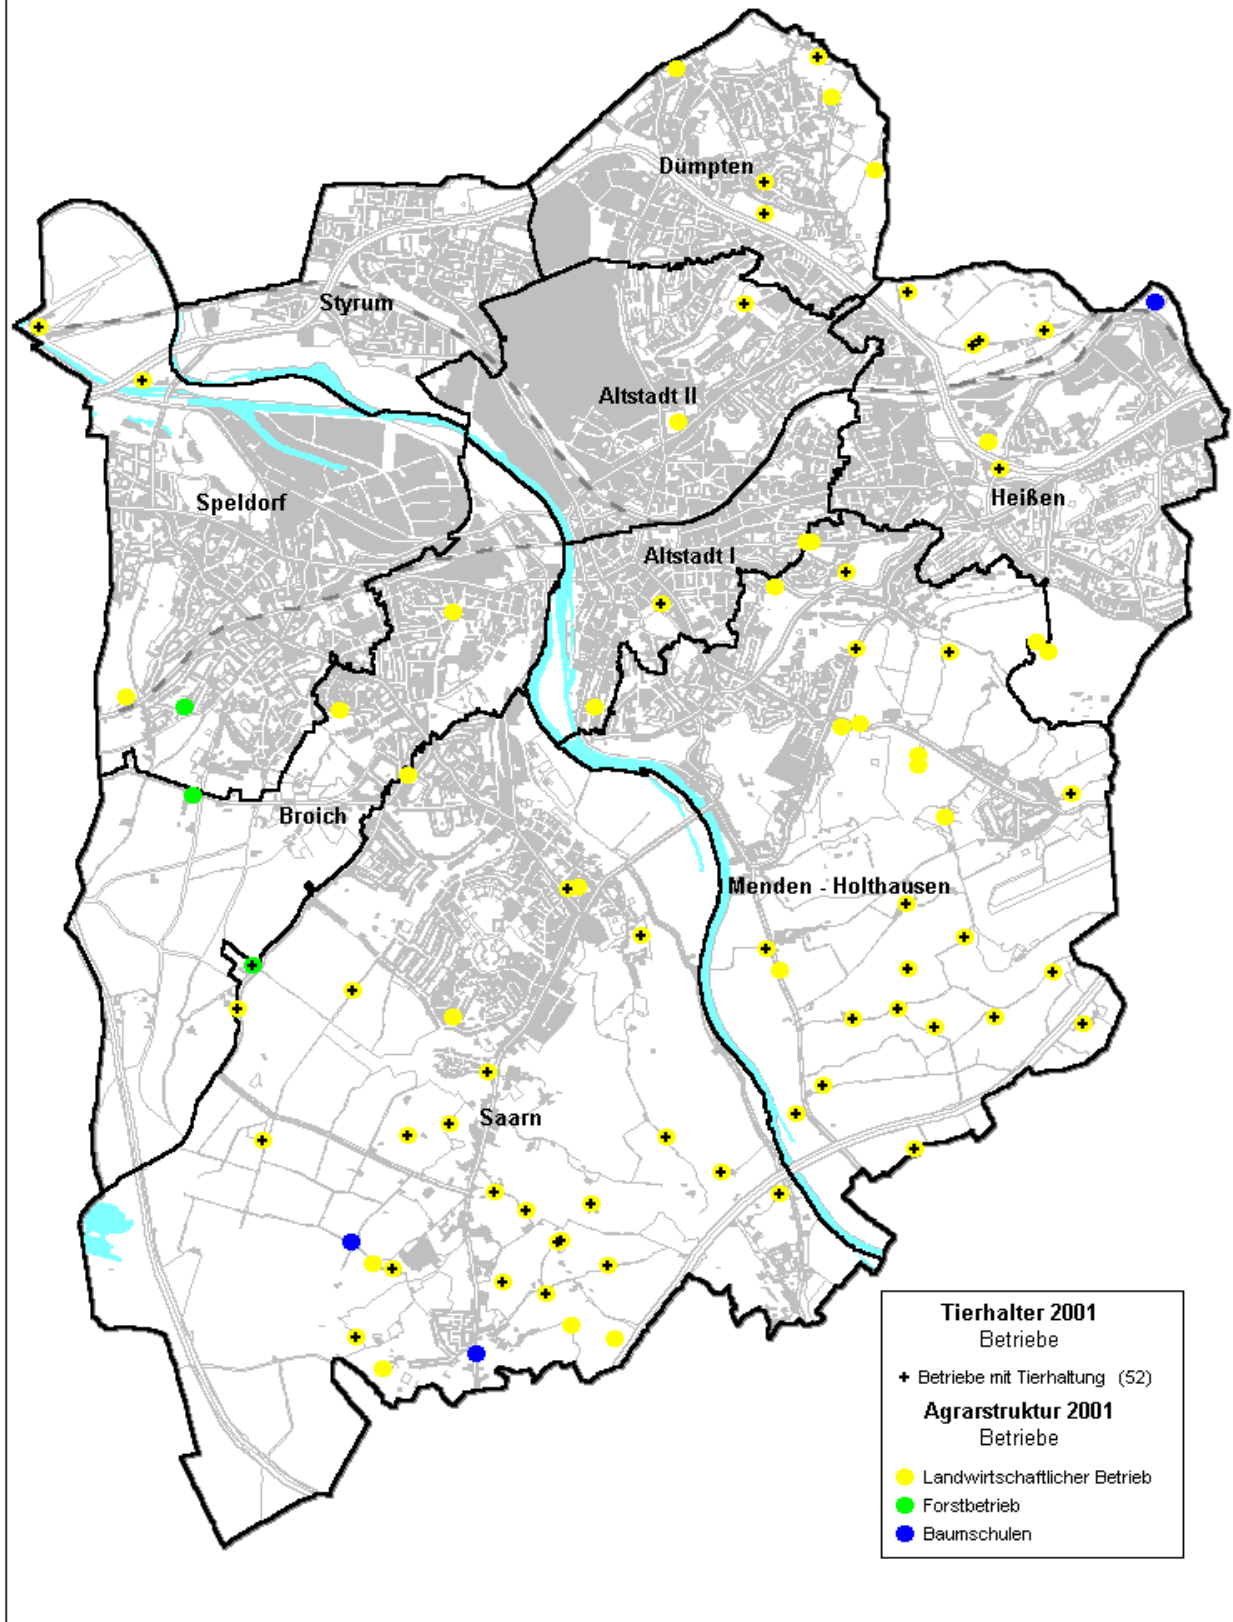 Dümpten
Styrum
Altstadt II
Speldorf
Heißen
Altstadt I
Broich
Menden - Holthausen
Saarn
Tierhalter 2001
Betriebe
Betriebe mit Tierhaltung (52)
Agrarstruktur 2001
Betriebe
Landwirtschaftlicher Betrieb
Forstbetrieb
Baumschulen